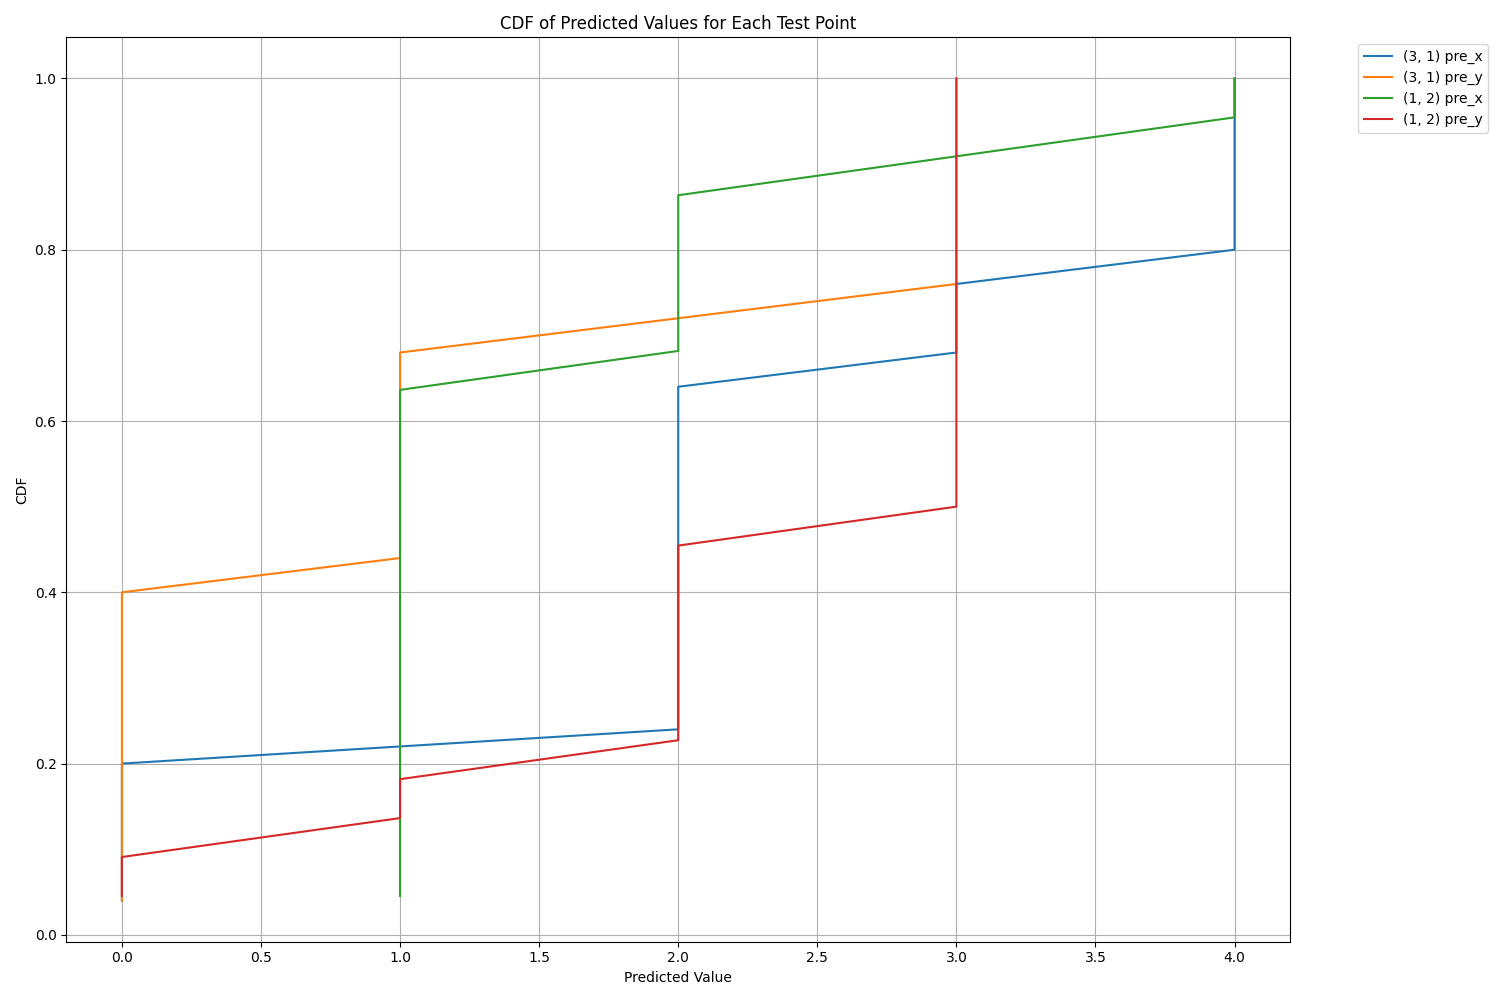 CDF of Predicted Values for Each Test Point
(3, 1) pre_x
(3, 1) pre_y
(1, 2) pre_x
(1, 2) pre_y
1.0
0.8
0.6
0.4
0.2
0.0
CDF
0.0 0.5 1.0 1.5 2.0 2.5 3.0 3.5 4.0
Predicted Value